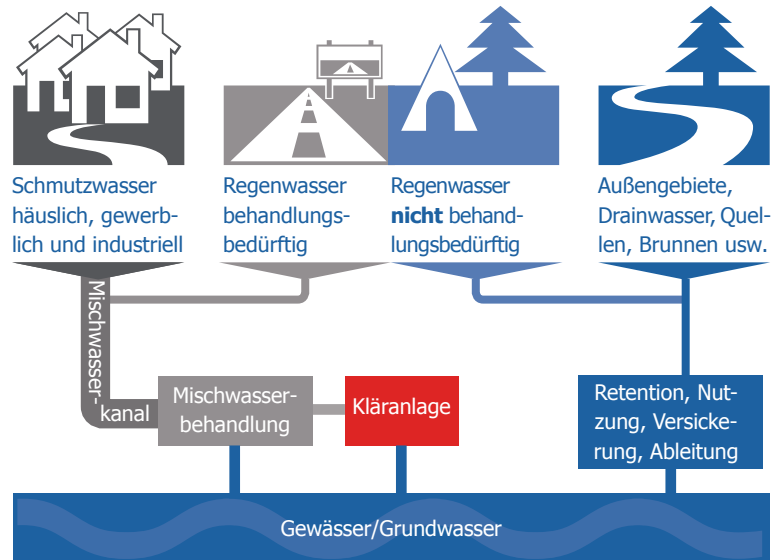 Schmutzwasser
häuslich, gewerb-
lich und industriell
Regenwasser
behandlungs-
bedürftig
Regenwasser
nicht behand-
lungsbedürftig
Außengebiete,
Drainwasser, Quel-
len, Brunnen usw.
Mischwasser-
kanal
Mischwasser-
behandlung
Kläranlage
Retention, Nut-
zung, Versicke-
rung, Ableitung
Gewässer/Grundwasser